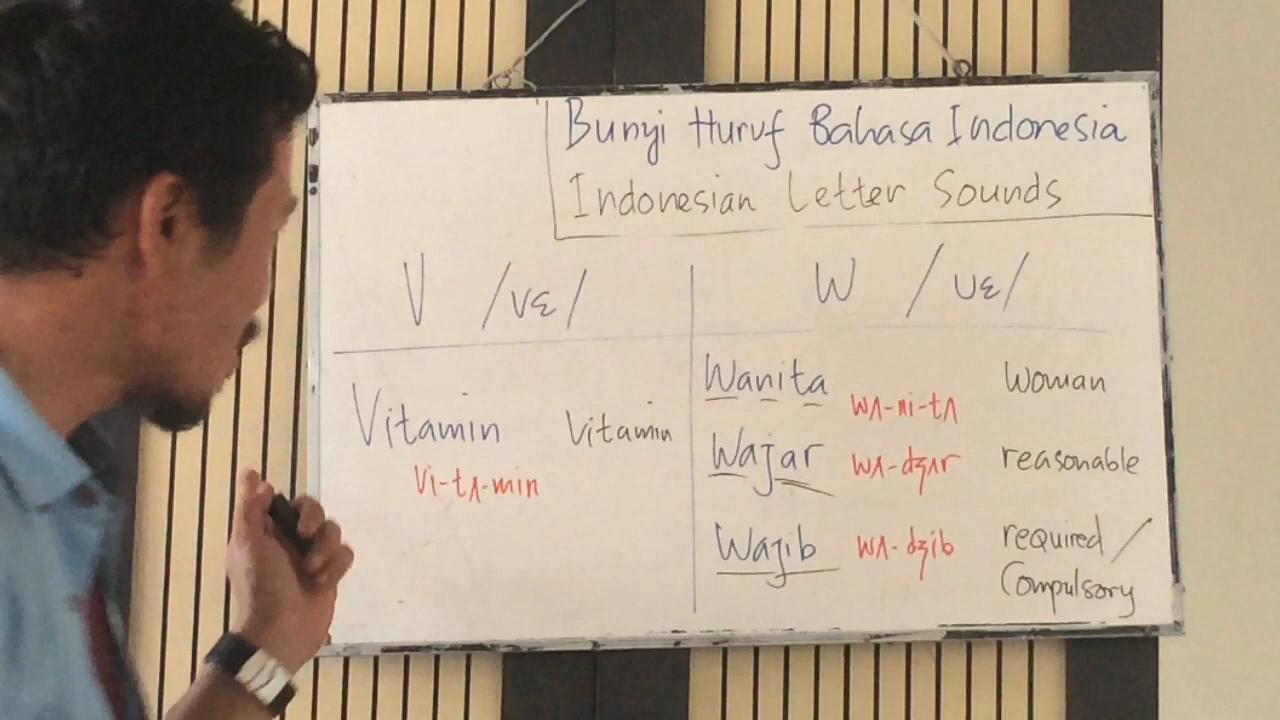 Bunyi Huruf Bahasa Indonesia
Indonesian Letter Sounds
V /vɛ/
W /ʋɛ/
Vitamin Vitamin
Vi-tʌ-min
Wanita wʌ-ni-tʌ Woman
Wajar wʌ-dʒʌr reasonable
Wajib wʌ-dʒib required /
Compulsory